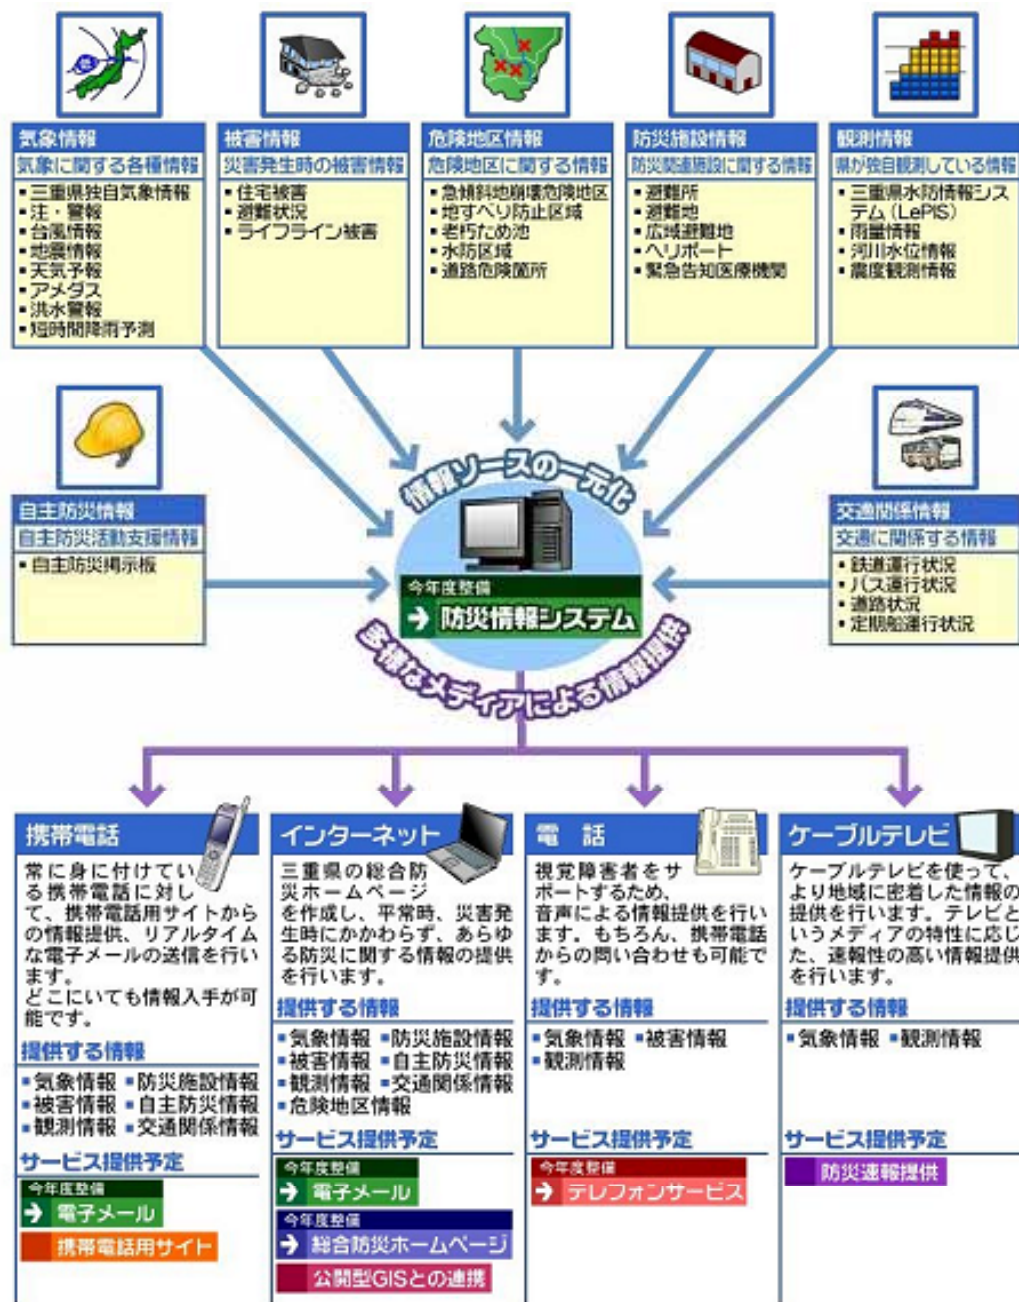 気象情報
気象に関する各種情報
▪三重県独自気象情報
▪注・警報
▪台風情報
▪地震情報
▪天気予報
▪アメダス
▪洪水警報
▪短時間降雨予測
被害情報
災害発生時の被害情報
▪住宅被害
▪避難状況
▪ライフライン被害
危険地区情報
危険地区に関する情報
▪急傾斜地崩壊危険地区
▪地すべり防止区域
▪老朽ため池
▪水防区域
▪道路危険箇所
防災施設情報
防災関連施設に関する情報
▪避難所
▪避難地
▪広域避難地
▪ヘリポート
▪緊急告知医療機関
観測情報
県が独自観測している情報
▪三重県水防情報シス
テム(LePIS)
▪雨量情報
▪河川水位情報
▪震度観測情報
自主防災情報
自主防災活動支援情報
▪自主防災掲示板
情報ソースの一元化
今年度整備
→ 防災情報システム
多様なメディアによる情報提供
交通関係情報
交通に関係する情報
▪鉄道運行状況
▪バス運行状況
▪道路状況
▪定期船運行状況
携帯電話
常に身に付けてい
る携帯電話に対し
て、携帯電話用サイトから
の情報提供、リアルタイム
な電子メールの送信を行い
ます。
どこにいても情報入手が可
能です。
提供する情報
▪気象情報 ▪防災施設情報
▪被害情報 ▪自主防災情報
▪観測情報 ▪交通関係情報
サービス提供予定
今年度整備
→ 電子メール
携帯電話用サイト
インターネット
三重県の総合防
災ホームページ
を作成し、平常時、災害発
生時にかかわらず、あらゆ
る防災に関する情報の提供
を行います。
提供する情報
▪気象情報 ▪防災施設情報
▪被害情報 ▪自主防災情報
▪観測情報 ▪交通関係情報
▪危険地区情報
サービス提供予定
今年度整備
→ 電子メール
今年度整備
→ 総合防災ホームページ
公開型GISとの連携
電 話
視覚障害者をサ
ポートするため、
音声による情報提供を行い
ます。もちろん、携帯電話
からの問い合わせも可能で
す。
提供する情報
▪気象情報 ▪被害情報
▪観測情報
サービス提供予定
今年度整備
→ テレフォンサービス
ケーブルテレビ
ケーブルテレビを使って、
より地域に密着した情報の
提供を行います。テレビと
いうメディアの特性に応じ
た、速報性の高い情報提供
を行います。
提供する情報
▪気象情報 ▪観測情報
サービス提供予定
防災速報提供